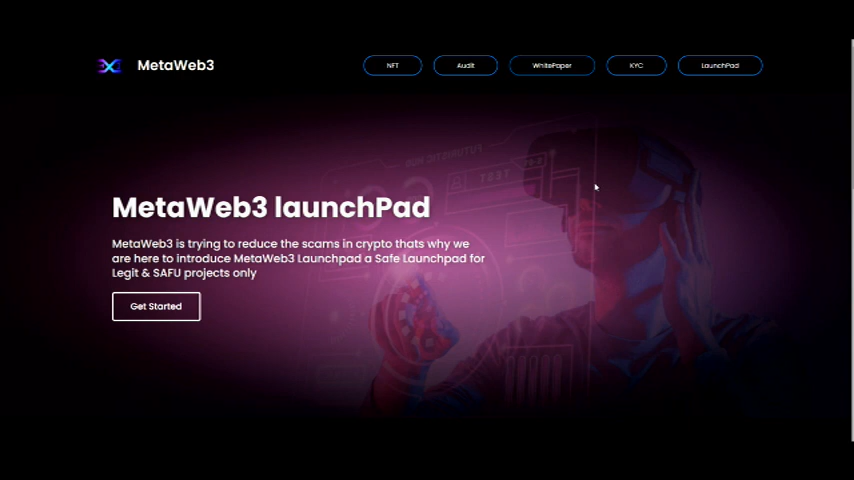 MetaWeb3
NFT
Audit
WhitePaper
KYC
LaunchPad
MetaWeb3 launchPad
MetaWeb3 is trying to reduce the scams in crypto thats why we
are here to introduce MetaWeb3 Launchpad a Safe Launchpad for
Legit & SAFU projects only
Get Started